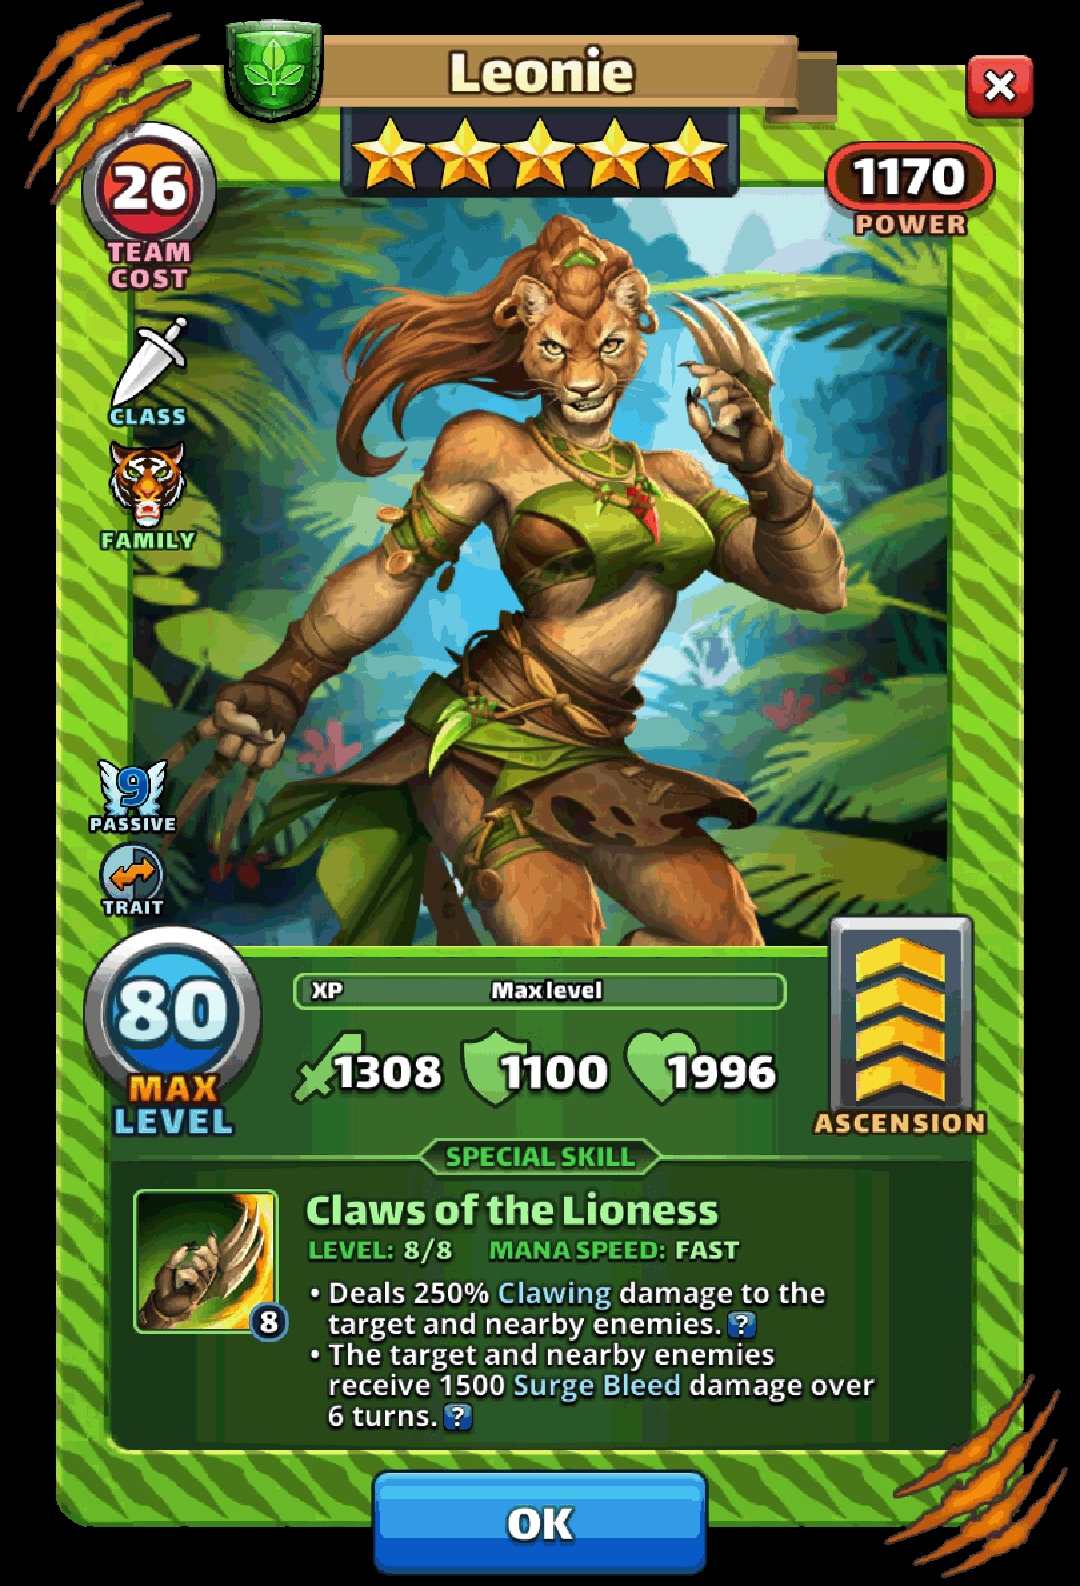 Leonie
26
TEAM
COST
1170
POWER
CLASS
FAMILY
9
PASSIVE
TRAIT
80
MAX
LEVEL
XP Max level
1308 1100 1996
ASCENSION
SPECIAL SKILL
Claws of the Lioness
LEVEL: 8/8 MANA SPEED: FAST
8
• Deals 250% Clawing damage to the
target and nearby enemies. ?
• The target and nearby enemies
receive 1500 Surge Bleed damage over
6 turns. ?
OK